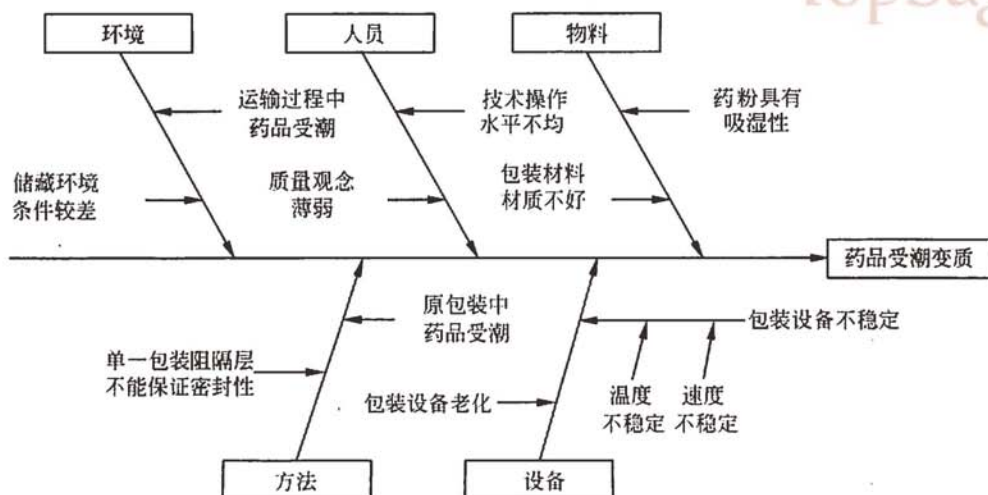 环境
人员
物料
运输过程中
药品受潮
技术操作
水平不均
药粉具有
吸湿性
储藏环境
条件较差
质量观念
薄弱
包装材料
材质不好
药品受潮变质
原包装中
药品受潮
包装设备不稳定
单一包装阻隔层
不能保证密封性
包装设备老化
温度
不稳定
速度
不稳定
方法
设备